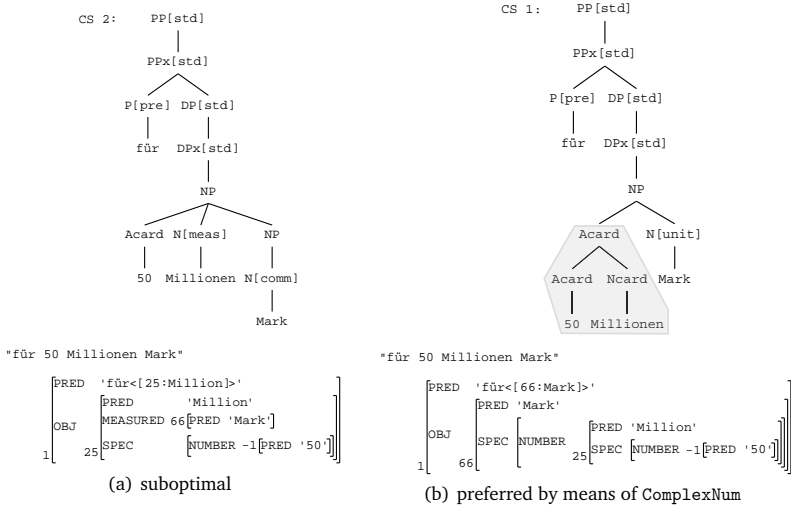 CS 2: PP[std]
PPx[std]
P[pre] DP[std]
für DPx[std]
NP
Acard N[meas] NP
50 Millionen N[comm]
Mark
"für 50 Millionen Mark"
PRED 'für<[25:Million]>'
PRED 'Million'
MEASURED 66[PRED 'Mark']
OBJ
SPEC [NUMBER -1[PRED '50']]
25
1
(a) suboptimal
CS 1: PP[std]
PPx[std]
P[pre] DP[std]
für DPx[std]
NP
Acard N[unit]
Acard Ncard Mark
50 Millionen
"für 50 Millionen Mark"
PRED 'für<[66:Mark]>'
PRED 'Mark'
PRED 'Million'
OBJ SPEC NUMBER
SPEC [NUMBER -1[PRED '50']]
25
66
1
(b) preferred by means of ComplexNum